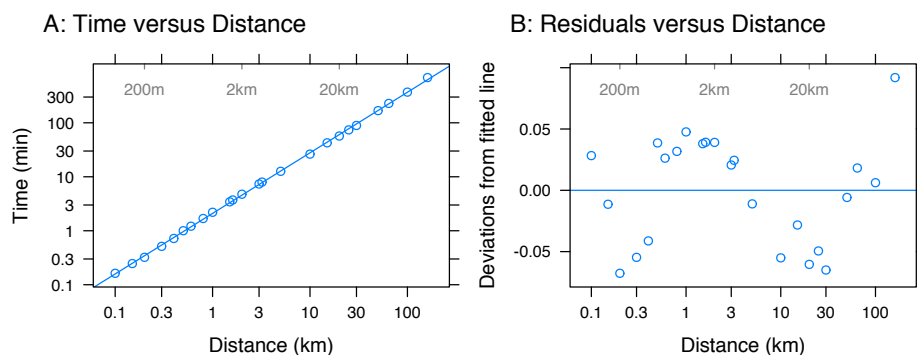 A: Time versus Distance
200m 2km 20km
300
100
30
10
3
1
0.3
0.1
Time (min)
0.1 0.3 1 3 10 30 100
Distance (km)
B: Residuals versus Distance
200m 2km 20km
0.05
0.00
-0.05
Deviations from fitted line
0.1 0.3 1 3 10 30 100
Distance (km)